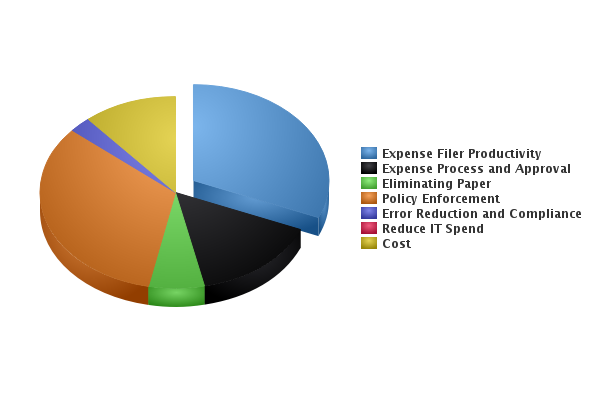 Expense Filer Productivity
Expense Process and Approval
Eliminating Paper
Policy Enforcement
Error Reduction and Compliance
Reduce IT Spend
Cost